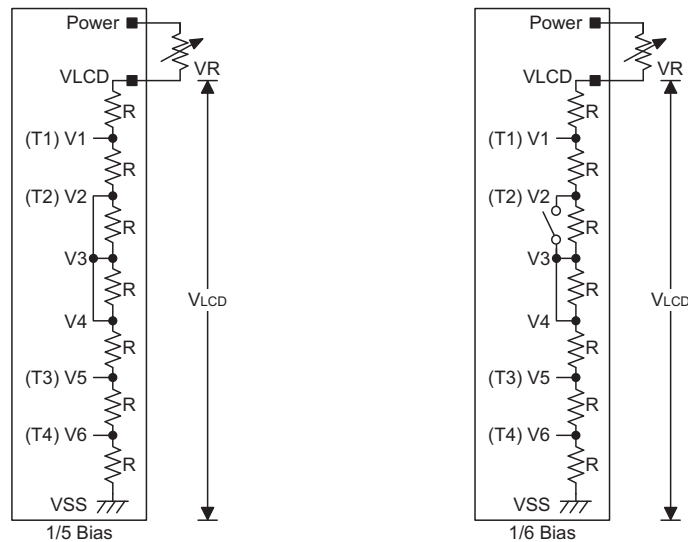 Power
VR
VLCD
R
(T1) V1
R
(T2) V2
R
V3
R
VLCD
V4
R
(T3) V5
R
(T4) V6
R
VSS
1/5 Bias
Power
VR
VLCD
R
(T1) V1
R
(T2) V2
R
V3
R
VLCD
V4
R
(T3) V5
R
(T4) V6
R
VSS
1/6 Bias